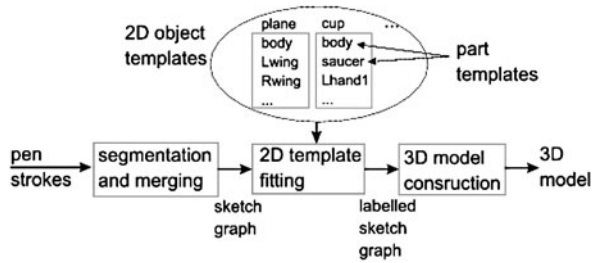 plane cup ...
2D object
templates
body
Lwing
Rwing
...
body
saucer
Lhand1
...
part
templates
pen
strokes
segmentation
and merging
sketch
graph
2D template
fitting
labelled
sketch
graph
3D model
consruction
3D
model